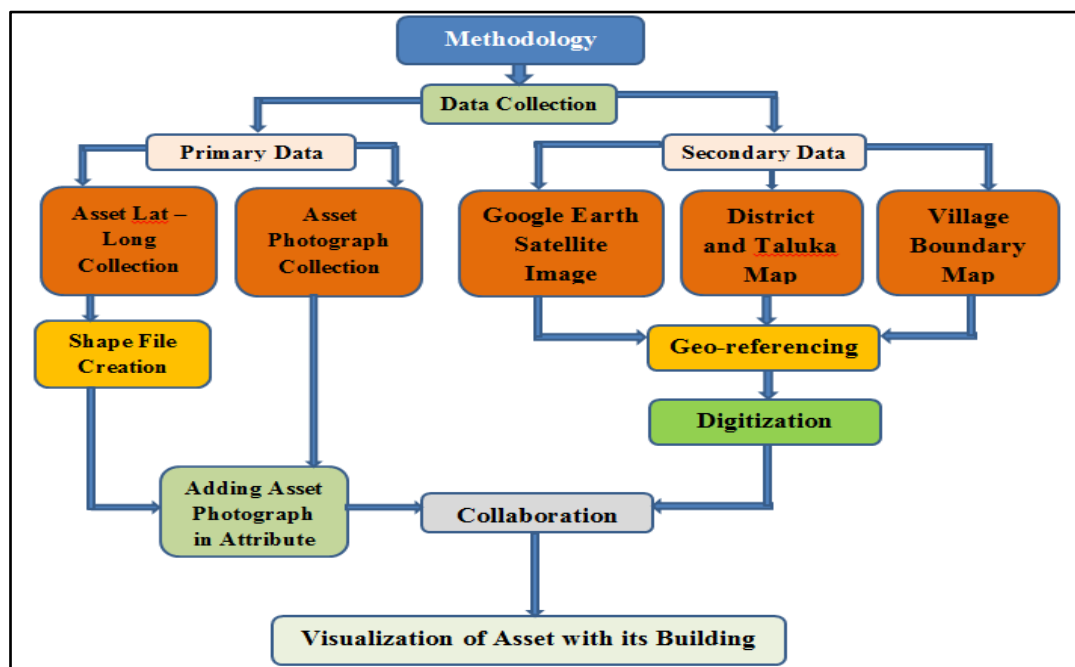 Methodology
Data Collection
Primary Data
Secondary Data
Asset Lat –
Long
Collection
Asset
Photograph
Collection
Google Earth
Satellite
Image
District
and Taluka
Map
Village
Boundary
Map
Shape File
Creation
Geo-referencing
Digitization
Adding Asset
Photograph
in Attribute
Collaboration
Visualization of Asset with its Building